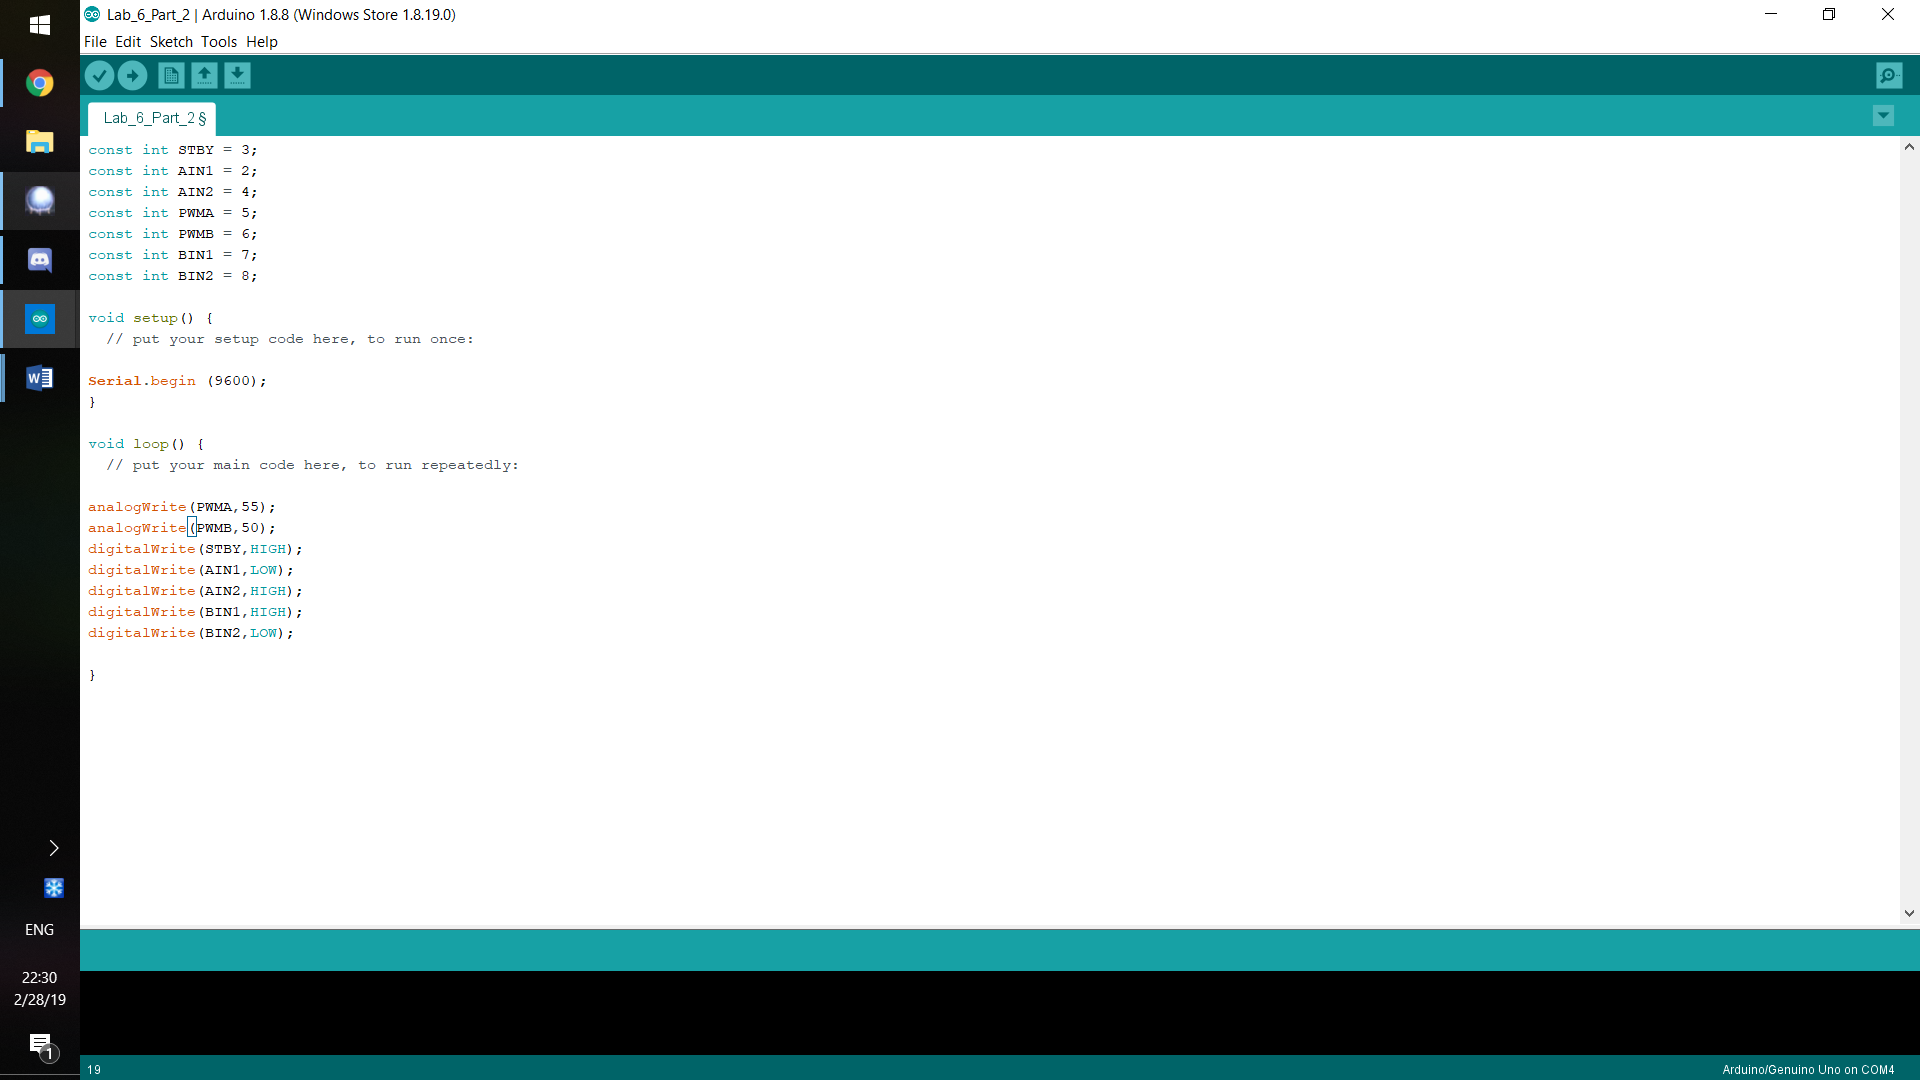 Lab_6_Part_2 | Arduino 1.8.8 (Windows Store 1.8.19.0)
File Edit Sketch Tools Help
Lab_6_Part_2 §
const int STBY = 3;
const int AIN1 = 2;
const int AIN2 = 4;
const int PWMA = 5;
const int PWMB = 6;
const int BIN1 = 7;
const int BIN2 = 8;
void setup() {
// put your setup code here, to run once:
Serial.begin (9600);
}
void loop() {
// put your main code here, to run repeatedly:
analogWrite(PWMA,55);
analogWrite(PWMB,50);
digitalWrite(STBY,HIGH);
digitalWrite(AIN1,LOW);
digitalWrite(AIN2,HIGH);
digitalWrite(BIN1,HIGH);
digitalWrite(BIN2,LOW);
}
W
ENG
22:30
2/28/19
1
19
Arduino/Genuino Uno on COM4